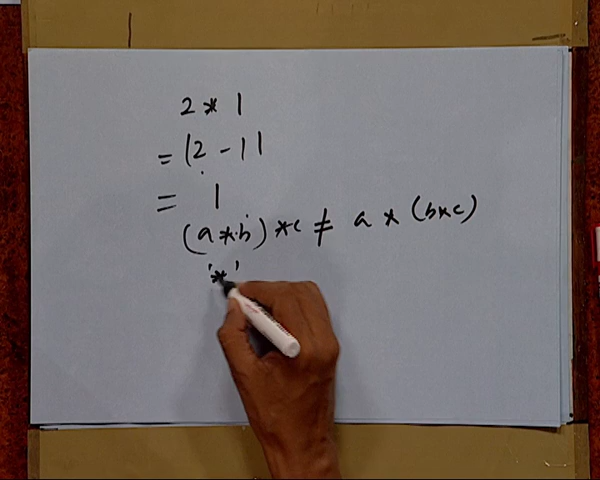 2 * 1
= |2 - 1|
= 1
(a * b) * c ≠ a * (b * c)
'*'